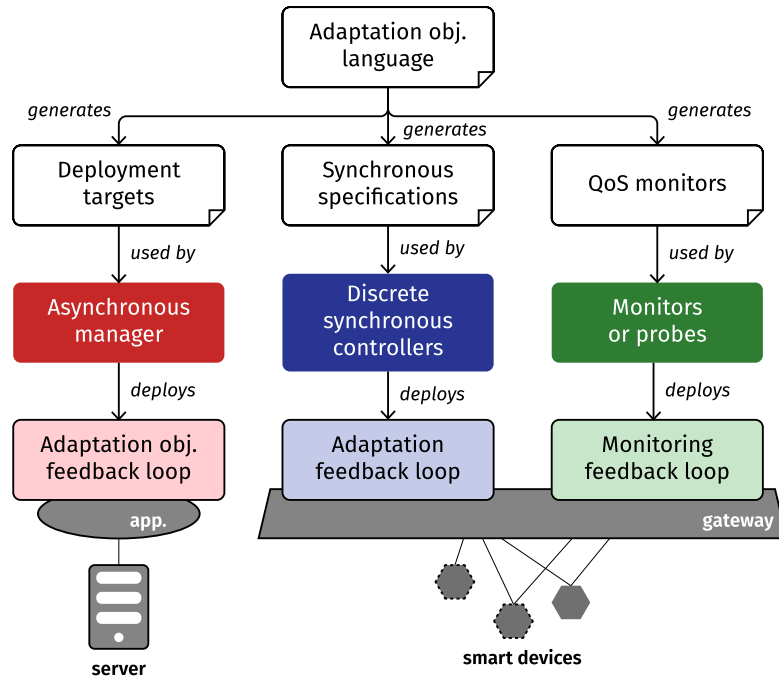 Adaptation obj.
language
generates
generates
generates
Deployment
targets
Synchronous
specifications
QoS monitors
used by
used by
used by
Asynchronous
manager
Discrete
synchronous
controllers
Monitors
or probes
deploys
deploys
deploys
Adaptation obj.
feedback loop
Adaptation
feedback loop
Monitoring
feedback loop
app.
gateway
server
smart devices